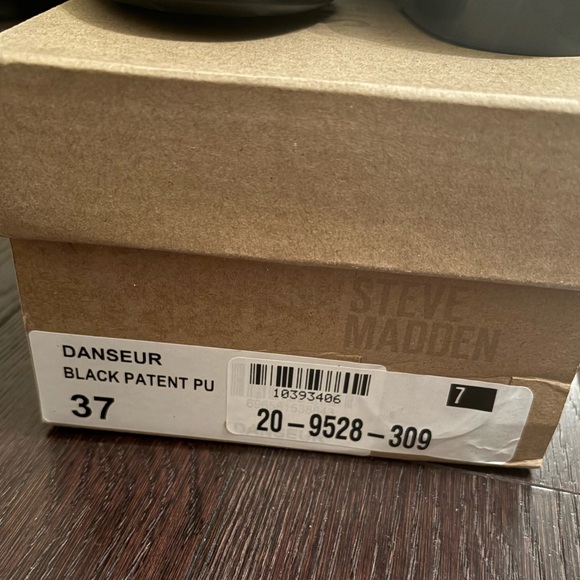 STEVE
MADDEN
DANSEUR
BLACK PATENT PU
37
10393406
7
20-9528-309